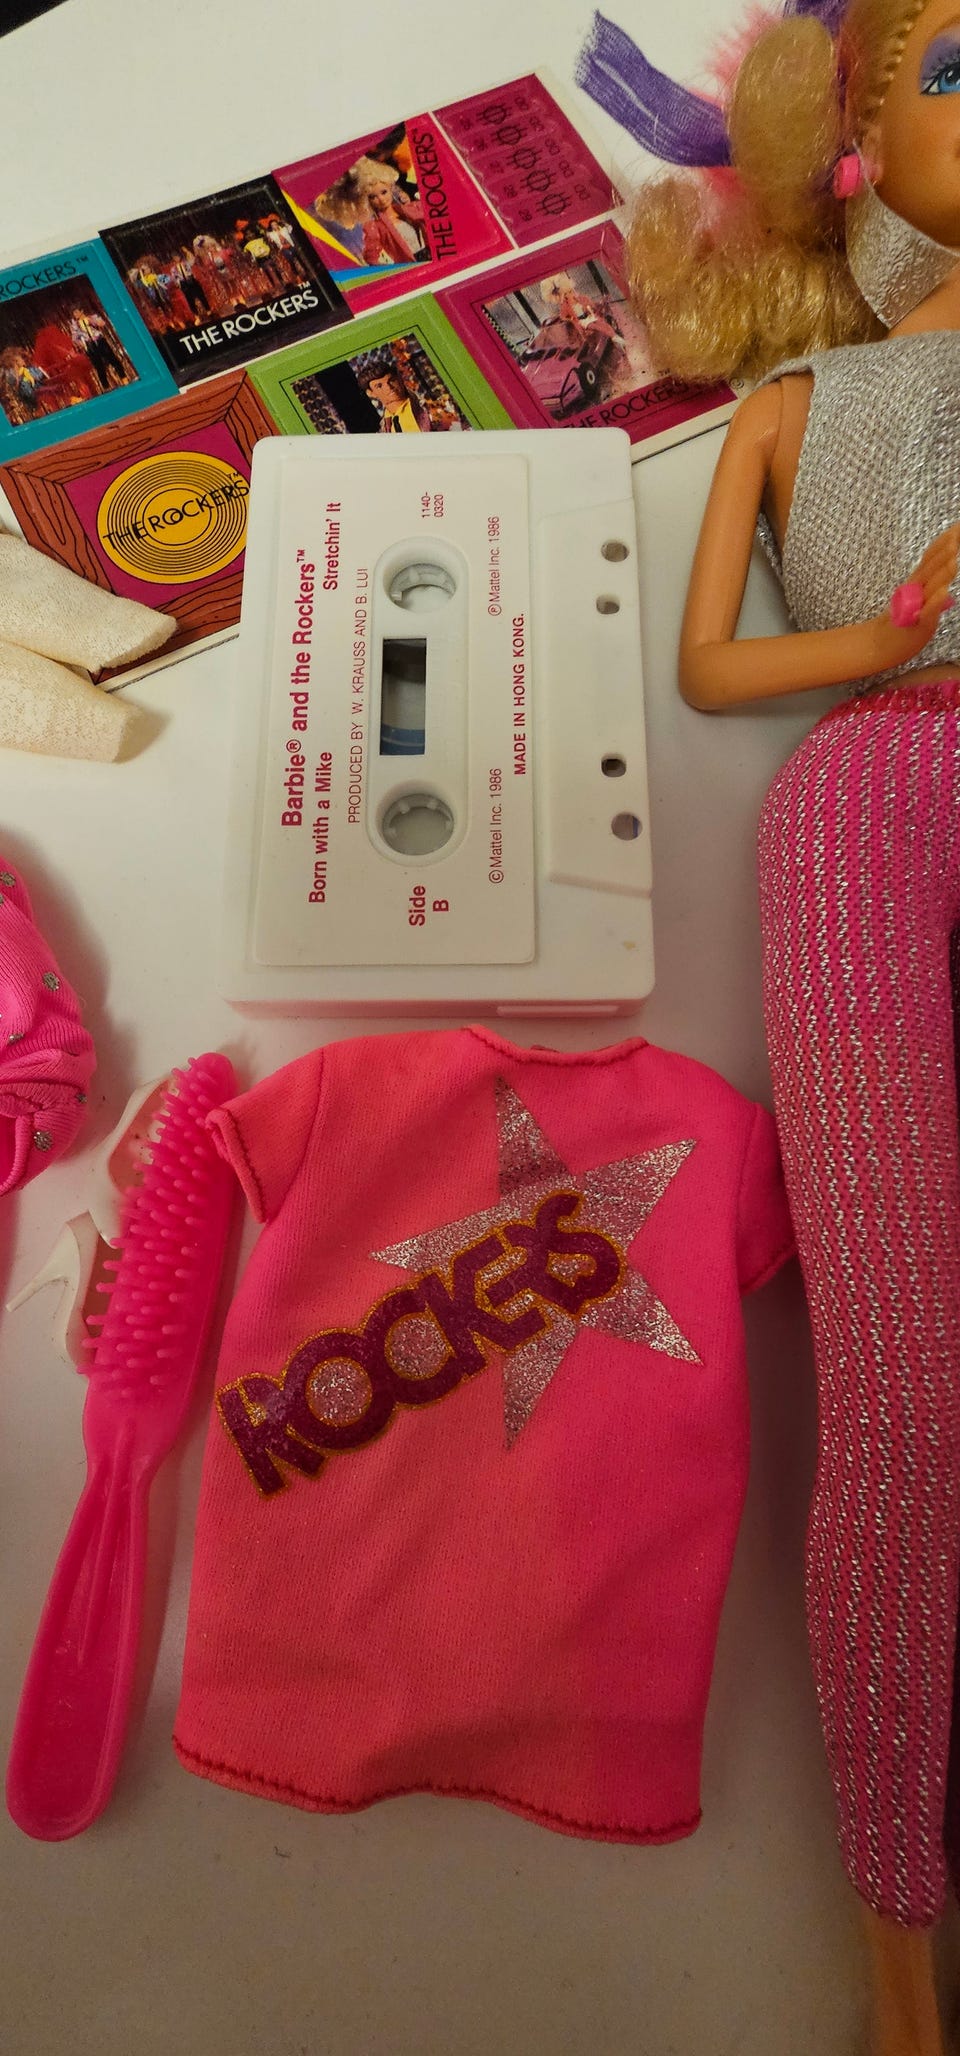 ROCKERS™
THE ROCKERS™
THE ROCKERS™
THE ROCKERS
THE ROCKERS™
Barbie® and the Rockers™
Born with a Mike
Stretchin' It
PRODUCED BY W. KRAUSS AND B. LUI
1140-
0320
Side
B
© Mattel Inc. 1986
℗ Mattel Inc. 1986
MADE IN HONG KONG.
ROCKERS